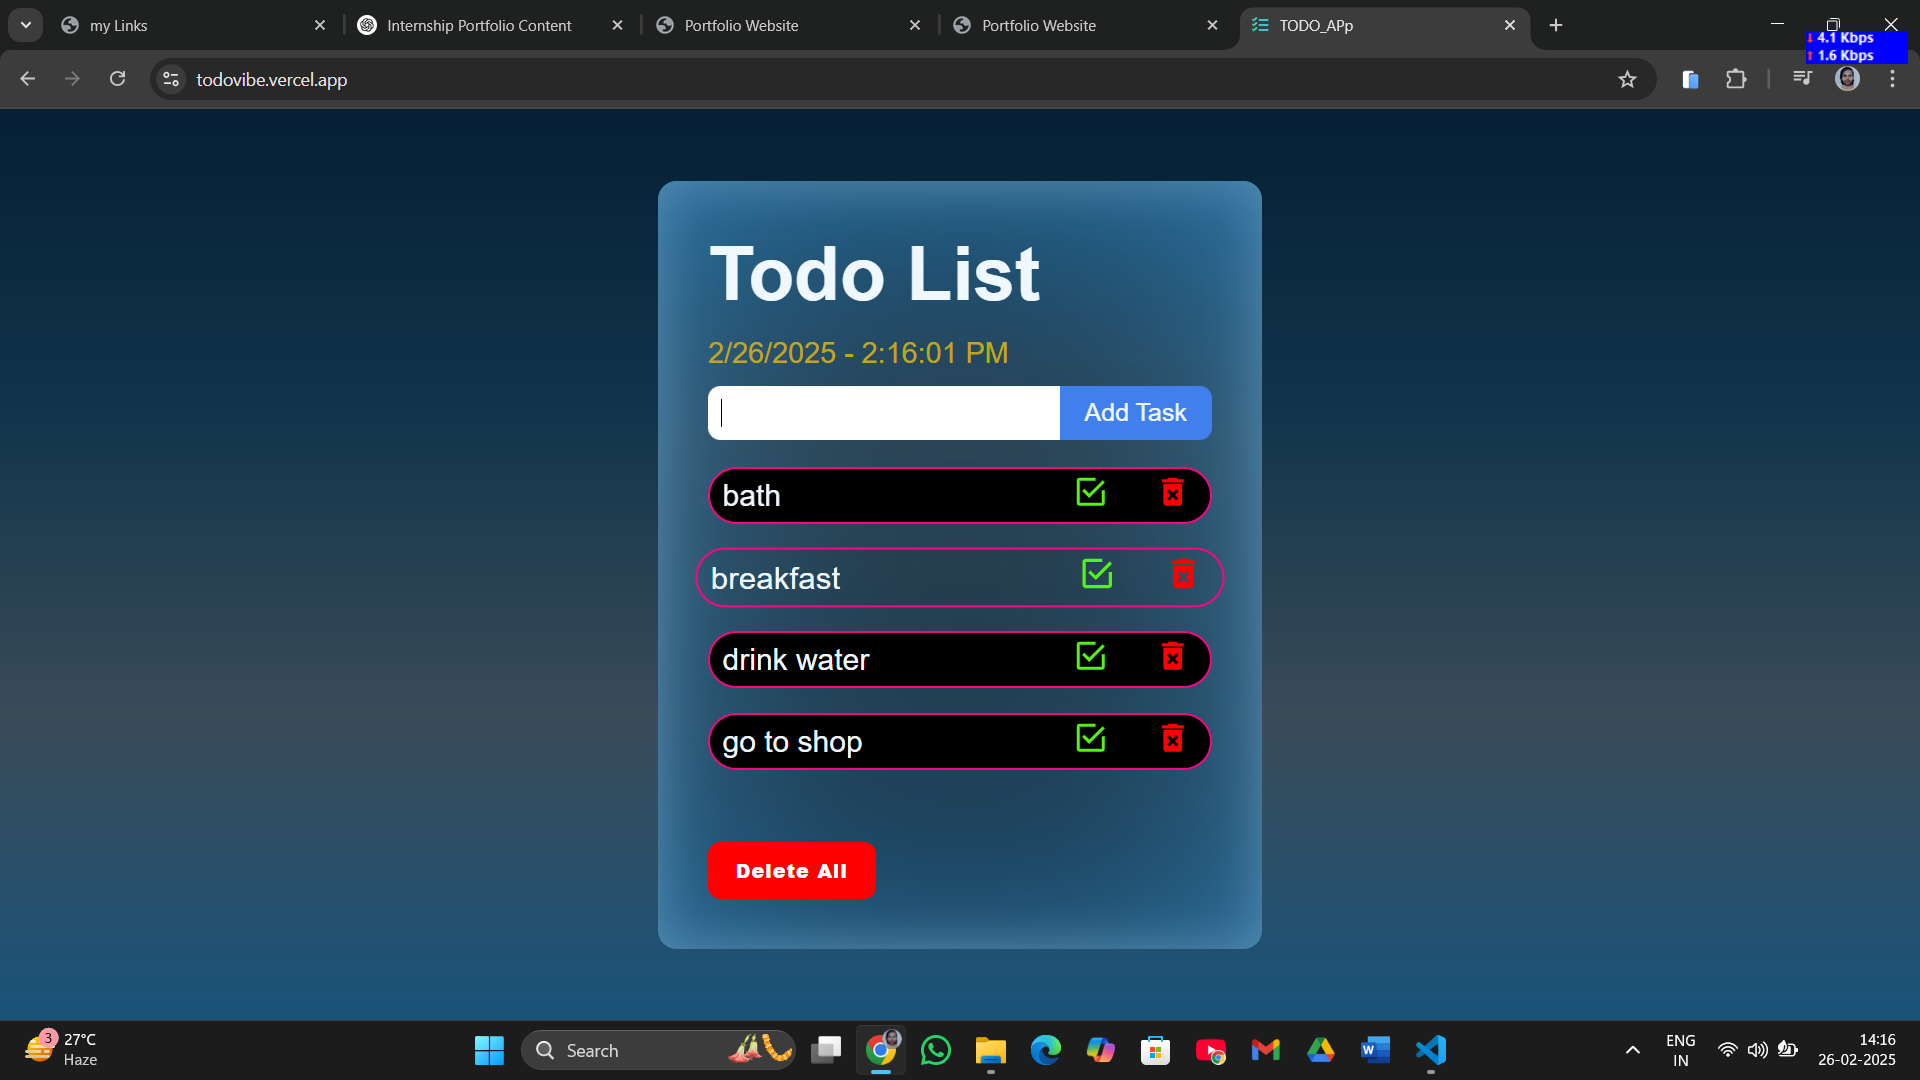 my Links
Internship Portfolio Content
Portfolio Website
Portfolio Website
TODO_APp
4.1 Kbps
1.6 Kbps
todovibe.vercel.app
Todo List
2/26/2025 - 2:16:01 PM
Add Task
bath
breakfast
drink water
go to shop
Delete All
3
27°C
Haze
Search
W
ENG
IN
14:16
26-02-2025